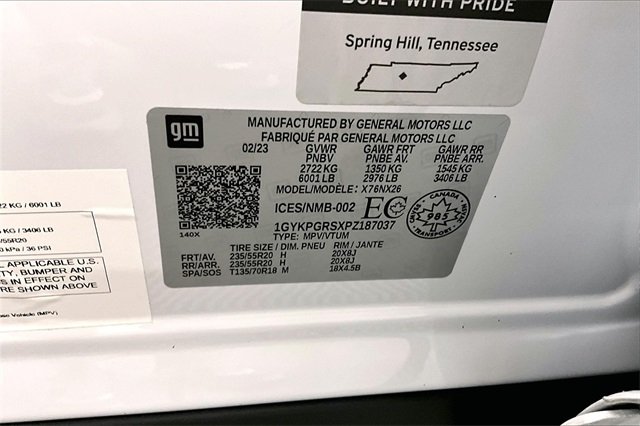 BUILT WITH PRIDE
Spring Hill, Tennessee
gm
MANUFACTURED BY GENERAL MOTORS LLC
FABRIQUÉ PAR GENERAL MOTORS LLC
02/23 GVWR GAWR FRT GAWR RR
PNBV PNBE AV. PNBE ARR.
2722 KG 1350 KG 1545 KG
6001 LB 2976 LB 3406 LB
MODEL/MODÈLE: X76NX26
ICES/NMB-002 EC
CANADA
985
TRANSPORT
140X
1GYKPGRSXPZ187037
TYPE: MPV/VTUM
TIRE SIZE / DIM. PNEU RIM / JANTE
FRT/AV. 235/55R20 H 20X8J
RR/ARR. 235/55R20 H 20X8J
SPA/SOS T135/70R18 M 18X4.5B
22 KG / 6001 LB
KG / 3406 LB
/55R20
kPa / 36 PSI
APPLICABLE U.S.
TY, BUMPER AND
S IN EFFECT ON
RE SHOWN ABOVE
Vehicle (MPV)